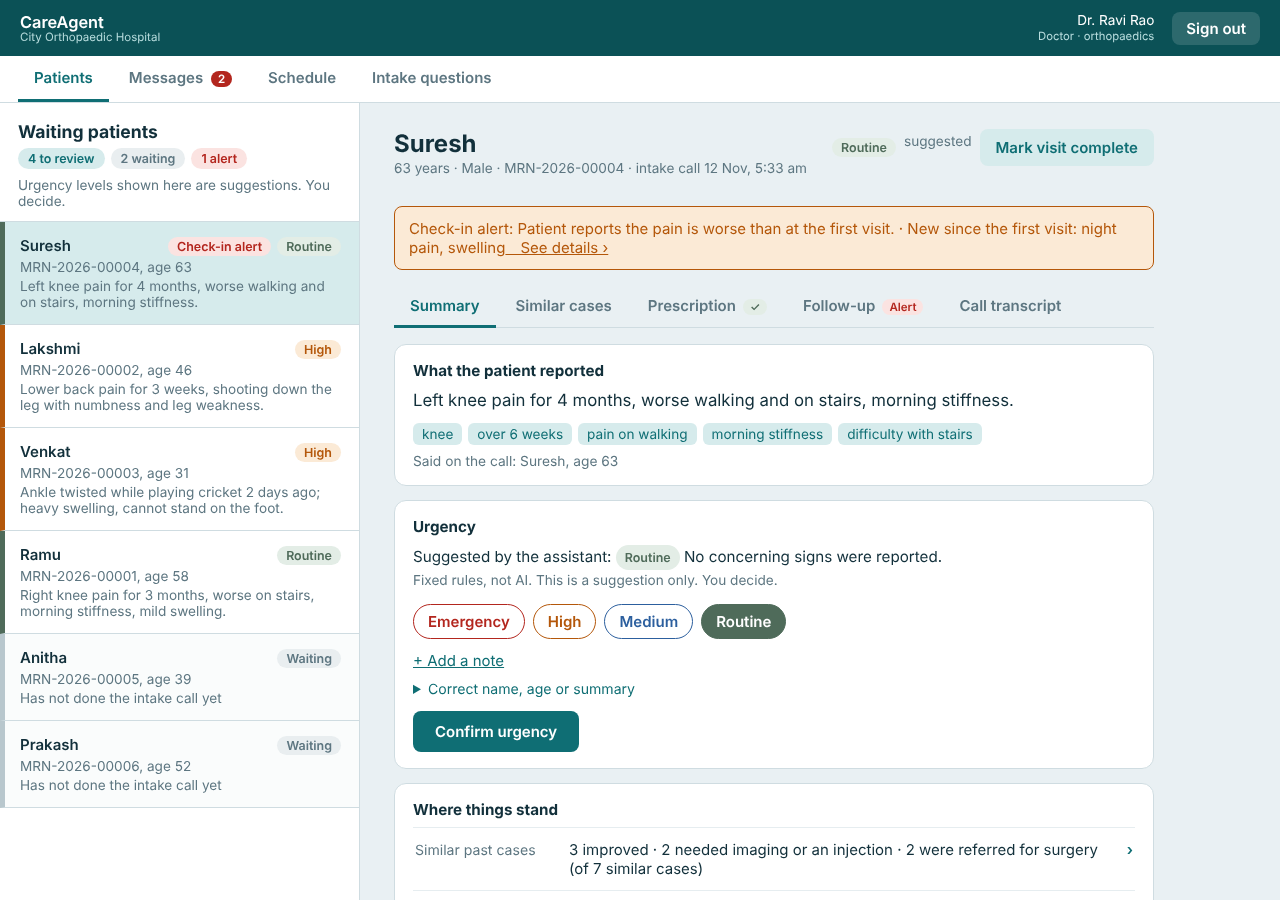 CareAgent
City Orthopaedic Hospital
Dr. Ravi Rao
Doctor · orthopaedics
Sign out
Patients
Messages 2
Schedule
Intake questions
Waiting patients
4 to review
2 waiting
1 alert
Urgency levels shown here are suggestions. You
decide.
Suresh
Check-in alert
Routine
MRN-2026-00004, age 63
Left knee pain for 4 months, worse walking and
on stairs, morning stiffness.
Lakshmi
High
MRN-2026-00002, age 46
Lower back pain for 3 weeks, shooting down the
leg with numbness and leg weakness.
Venkat
High
MRN-2026-00003, age 31
Ankle twisted while playing cricket 2 days ago;
heavy swelling, cannot stand on the foot.
Ramu
Routine
MRN-2026-00001, age 58
Right knee pain for 3 months, worse on stairs,
morning stiffness, mild swelling.
Anitha
Waiting
MRN-2026-00005, age 39
Has not done the intake call yet
Prakash
Waiting
MRN-2026-00006, age 52
Has not done the intake call yet
Suresh
63 years · Male · MRN-2026-00004 · intake call 12 Nov, 5:33 am
Routine
suggested
Mark visit complete
Check-in alert: Patient reports the pain is worse than at the first visit. · New since the first visit: night
pain, swelling See details ›
Summary
Similar cases
Prescription ✓
Follow-up Alert
Call transcript
What the patient reported
Left knee pain for 4 months, worse walking and on stairs, morning stiffness.
knee
over 6 weeks
pain on walking
morning stiffness
difficulty with stairs
Said on the call: Suresh, age 63
Urgency
Suggested by the assistant: Routine No concerning signs were reported.
Fixed rules, not AI. This is a suggestion only. You decide.
Emergency
High
Medium
Routine
+ Add a note
▶ Correct name, age or summary
Confirm urgency
Where things stand
Similar past cases
3 improved · 2 needed imaging or an injection · 2 were referred for surgery
(of 7 similar cases)
›